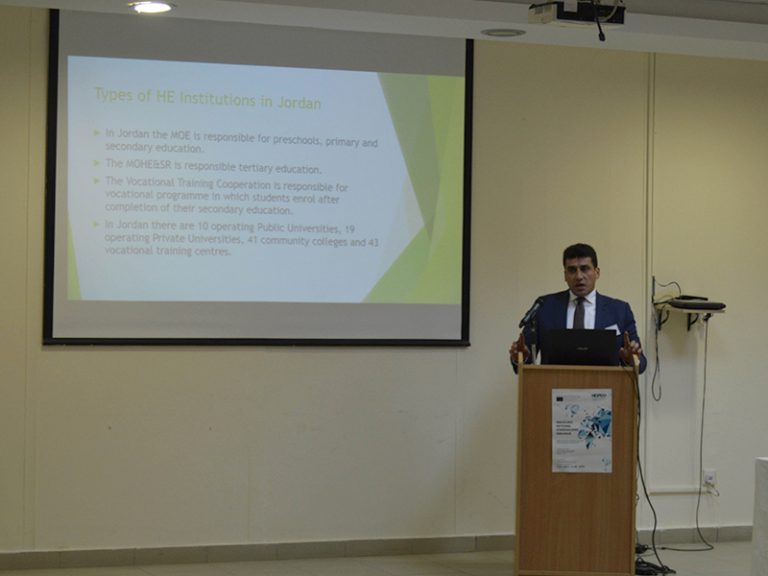 Types of HE Institutions in Jordan
In Jordan the MOE is responsible for preschools, primary and
secondary education.
The MOHE&SR is responsible tertiary education.
The Vocational Training Cooperation is responsible for
vocational programme in which students enrol after
completion of their secondary education.
In Jordan there are 10 operating Public Universities, 19
operating Private Universities, 41 community colleges and 43
vocational training centres.